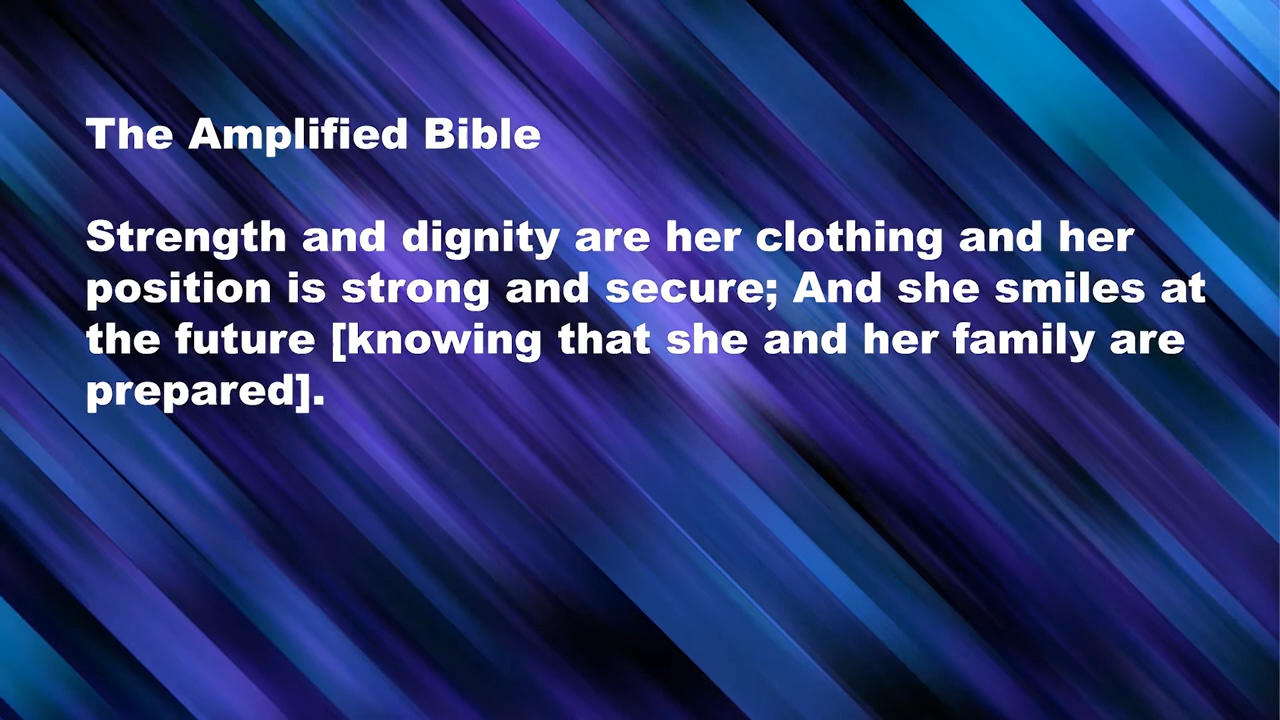 The Amplified Bible
Strength and dignity are her clothing and her
position is strong and secure; And she smiles at
the future [knowing that she and her family are
prepared].